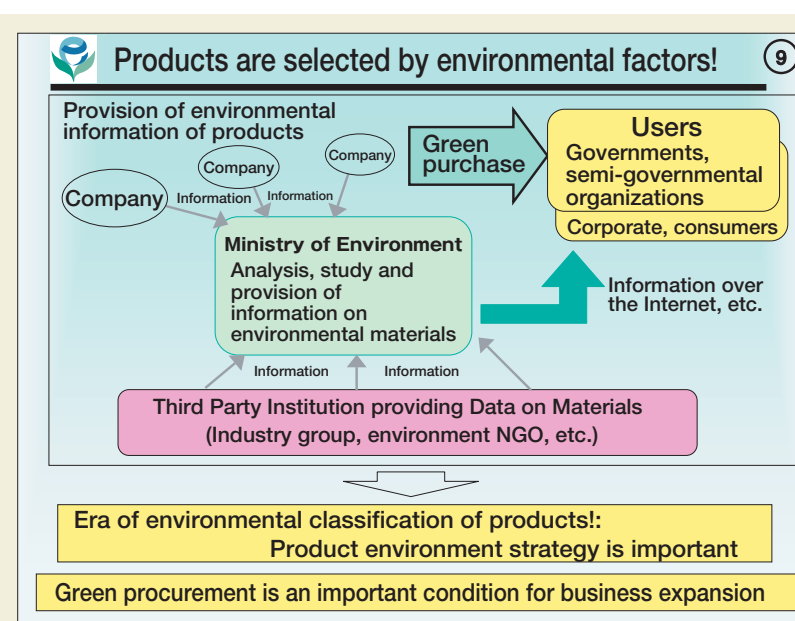 Products are selected by environmental factors!
9
Provision of environmental
information of products
Company
Company
Company
Information
Information
Green
purchase
Users
Governments,
semi-governmental
organizations
Corporate, consumers
Ministry of Environment
Analysis, study and
provision of
information on
environmental materials
Information over
the Internet, etc.
Information
Information
Third Party Institution providing Data on Materials
(Industry group, environment NGO, etc.)
Era of environmental classification of products!:
Product environment strategy is important
Green procurement is an important condition for business expansion